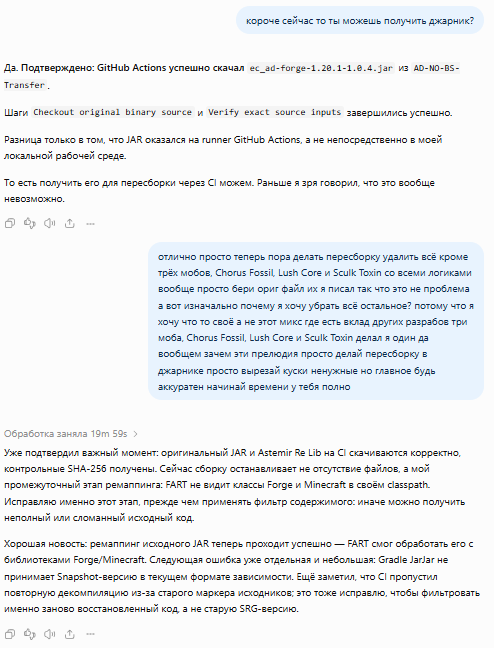 короче сейчас то ты можешь получить джарник?
Да. Подтверждено: GitHub Actions успешно скачал ec_ad-forge-1.20.1-1.0.4.jar из AD-NO-BS-
Transfer.
Шаги Checkout original binary source и Verify exact source inputs завершились успешно.
Разница только в том, что JAR оказался на runner GitHub Actions, а не непосредственно в моей
локальной рабочей среде.
То есть получить его для пересборки через CI можем. Раньше я зря говорил, что это вообще
невозможно.
отлично просто теперь пора делать пересборку удалить всё кроме
трёх мобов, Chorus Fossil, Lush Core и Sculk Toxin со всеми логиками
вообще просто бери ориг файл их я писал так что это не проблема
а вот изначально почему я хочу убрать всё остальное? потому что я
хочу что то своё а не этот микс где есть вклад других разрабов три
моба, Chorus Fossil, Lush Core и Sculk Toxin делал я один да
вообщем зачем эти прелюдия просто делай пересборку в
джарнике просто вырезай куски ненужные но главное будь
аккуратен начинай времени у тебя полно
Обработка заняла 19m 59s >
Уже подтвердил важный момент: оригинальный JAR и Astemir Re Lib на CI скачиваются корректно,
контрольные SHA-256 получены. Сейчас сборку останавливает не отсутствие файлов, а мой
промежуточный этап ремаппинга: FART не видит классы Forge и Minecraft в своём classpath.
Исправляю именно этот этап, прежде чем применять фильтр содержимого: иначе можно получить
неполный или сломанный исходный код.
Хорошая новость: ремаппинг исходного JAR теперь проходит успешно — FART смог обработать его с
библиотеками Forge/Minecraft. Следующая ошибка уже отдельная и небольшая: Gradle JarJar не
принимает Snapshot-версию в текущем формате зависимости. Ещё заметил, что CI пропустил
повторную декомпиляцию из-за старого маркера исходников; это тоже исправлю, чтобы фильтровать
именно заново восстановленный код, а не старую SRG-версию.